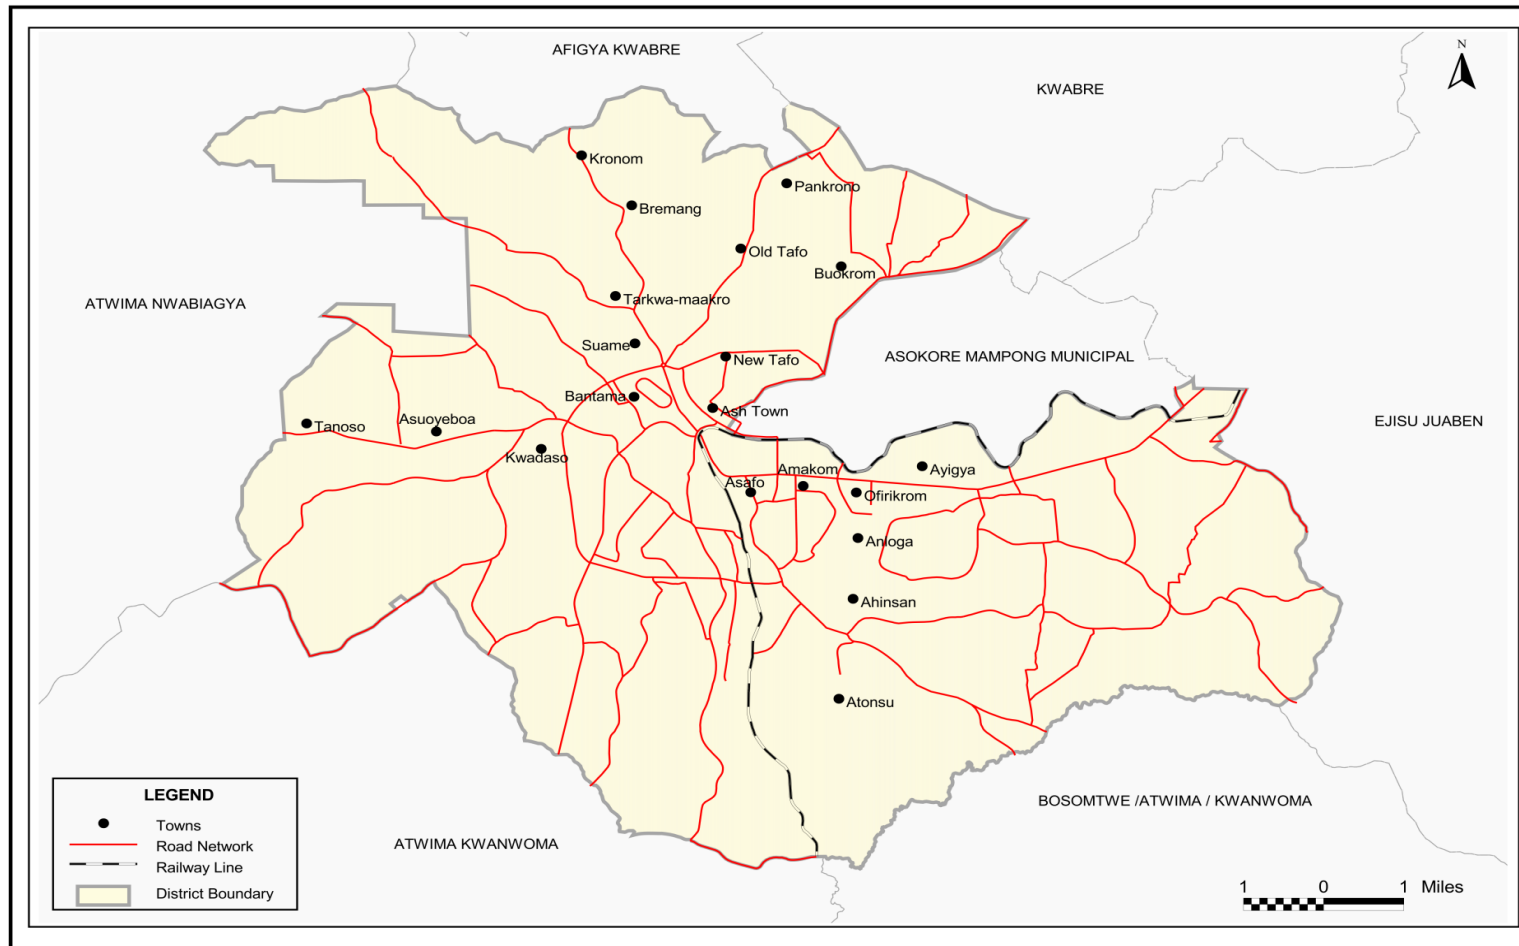 AFIGYA KWABRE
N
KWABRE
Kronom
Pankrono
Bremang
Old Tafo
Buokrom
ATWIMA NWABIAGYA
Tarkwa-maakro
Suame
New Tafo
ASOKORE MAMPONG MUNICIPAL
Bantama
Ash Town
Tanoso
Asuoyeboa
EJISU JUABEN
Kwadaso
Amakom
Ayigya
Asafo
Ofirikrom
Anloga
Ahinsan
Atonsu
LEGEND
Towns
Road Network
Railway Line
District Boundary
ATWIMA KWANWOMA
BOSOMTWE /ATWIMA / KWANWOMA
1 0 1 Miles